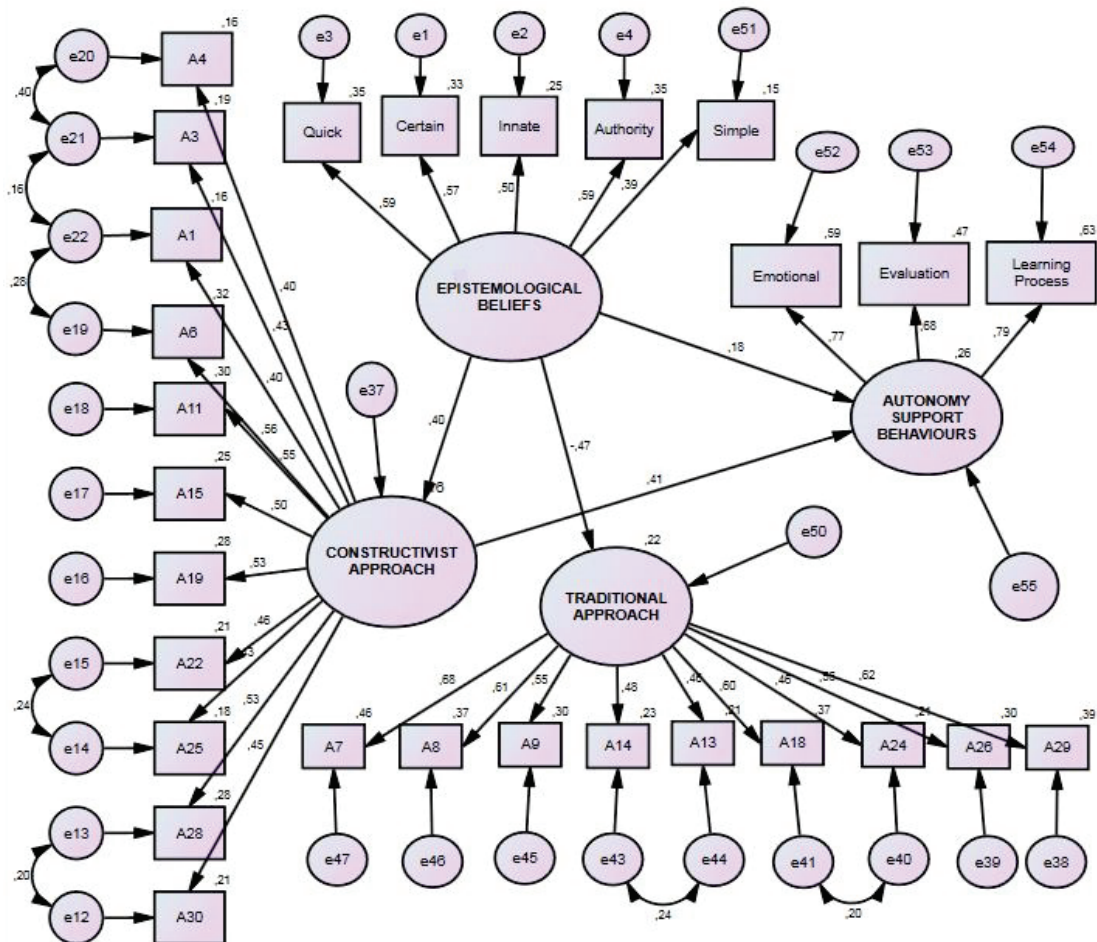 ,16
e20
A4
,40
,19
e21
A3
,16
,16
e22
A1
,28
,32
e19
A6
,30
e18
A11
e17
A15
,25
e16
A19
,28
e15
A22
,21
,24
e14
A25
,18
e13
A28
,28
,20
e12
A30
,21
,40
,43
,40
,56
,55
,50
,53
,46
,53
,45
e3
e1
e2
e4
e51
,35
,33
,25
,35
,15
Quick
Certain
Innate
Authority
Simple
,59
,57
,50
,59
,39
EPISTEMOLOGICAL
BELIEFS
e52
e53
e54
,59
,47
,63
Emotional
Evaluation
Learning
Process
,77
,68
,79
,26
AUTONOMY
SUPPORT
BEHAVIOURS
e55
,18
,40
-,47
,41
e37
CONSTRUCTIVIST
APPROACH
e50
,22
TRADITIONAL
APPROACH
,68
,61
,55
,48
,46
,60
,46
,55
,62
,46
,37
,30
,23
,21
,37
,21
,30
,39
A7
A8
A9
A14
A13
A18
A24
A26
A29
e47
e46
e45
e43
e44
e41
e40
e39
e38
,24
,20